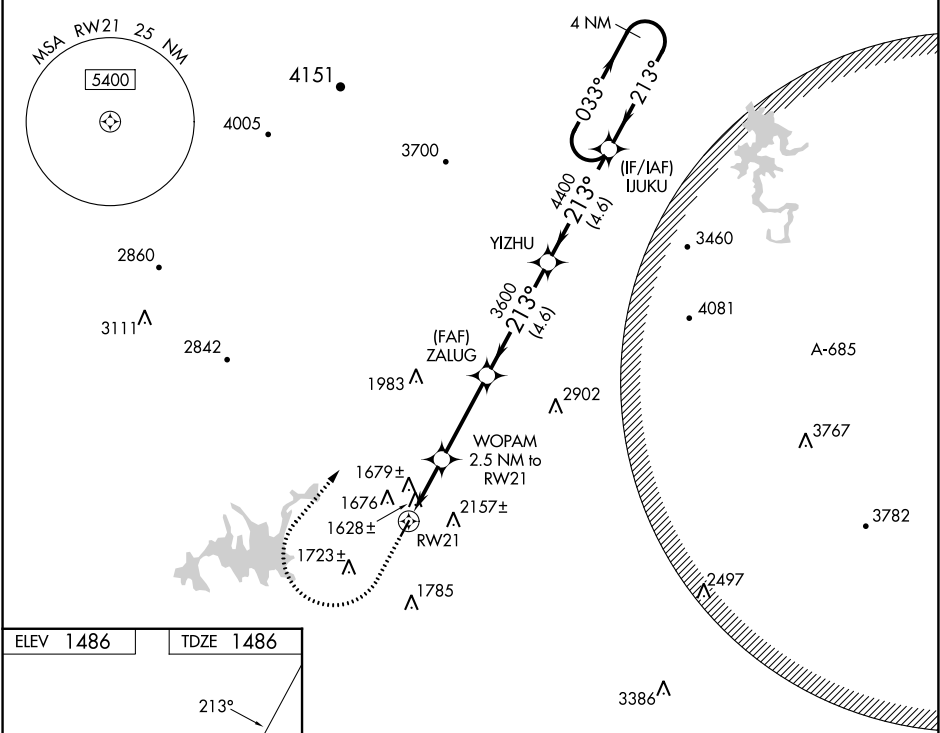 MSA RW21 25 NM
5400
4151
4005
3700
4 NM
033°
213°
(IF/IAF)
IJUKU
4400
213°
(4.6)
YIZHU
3460
2860
3111
2842
3600
213°
(4.6)
4081
(FAF)
ZALUG
A-685
1983
2902
3767
WOPAM
2.5 NM to
RW21
1679±
1676
1628±
2157±
3782
RW21
1723±
1785
2497
ELEV 1486
TDZE 1486
213°
3386